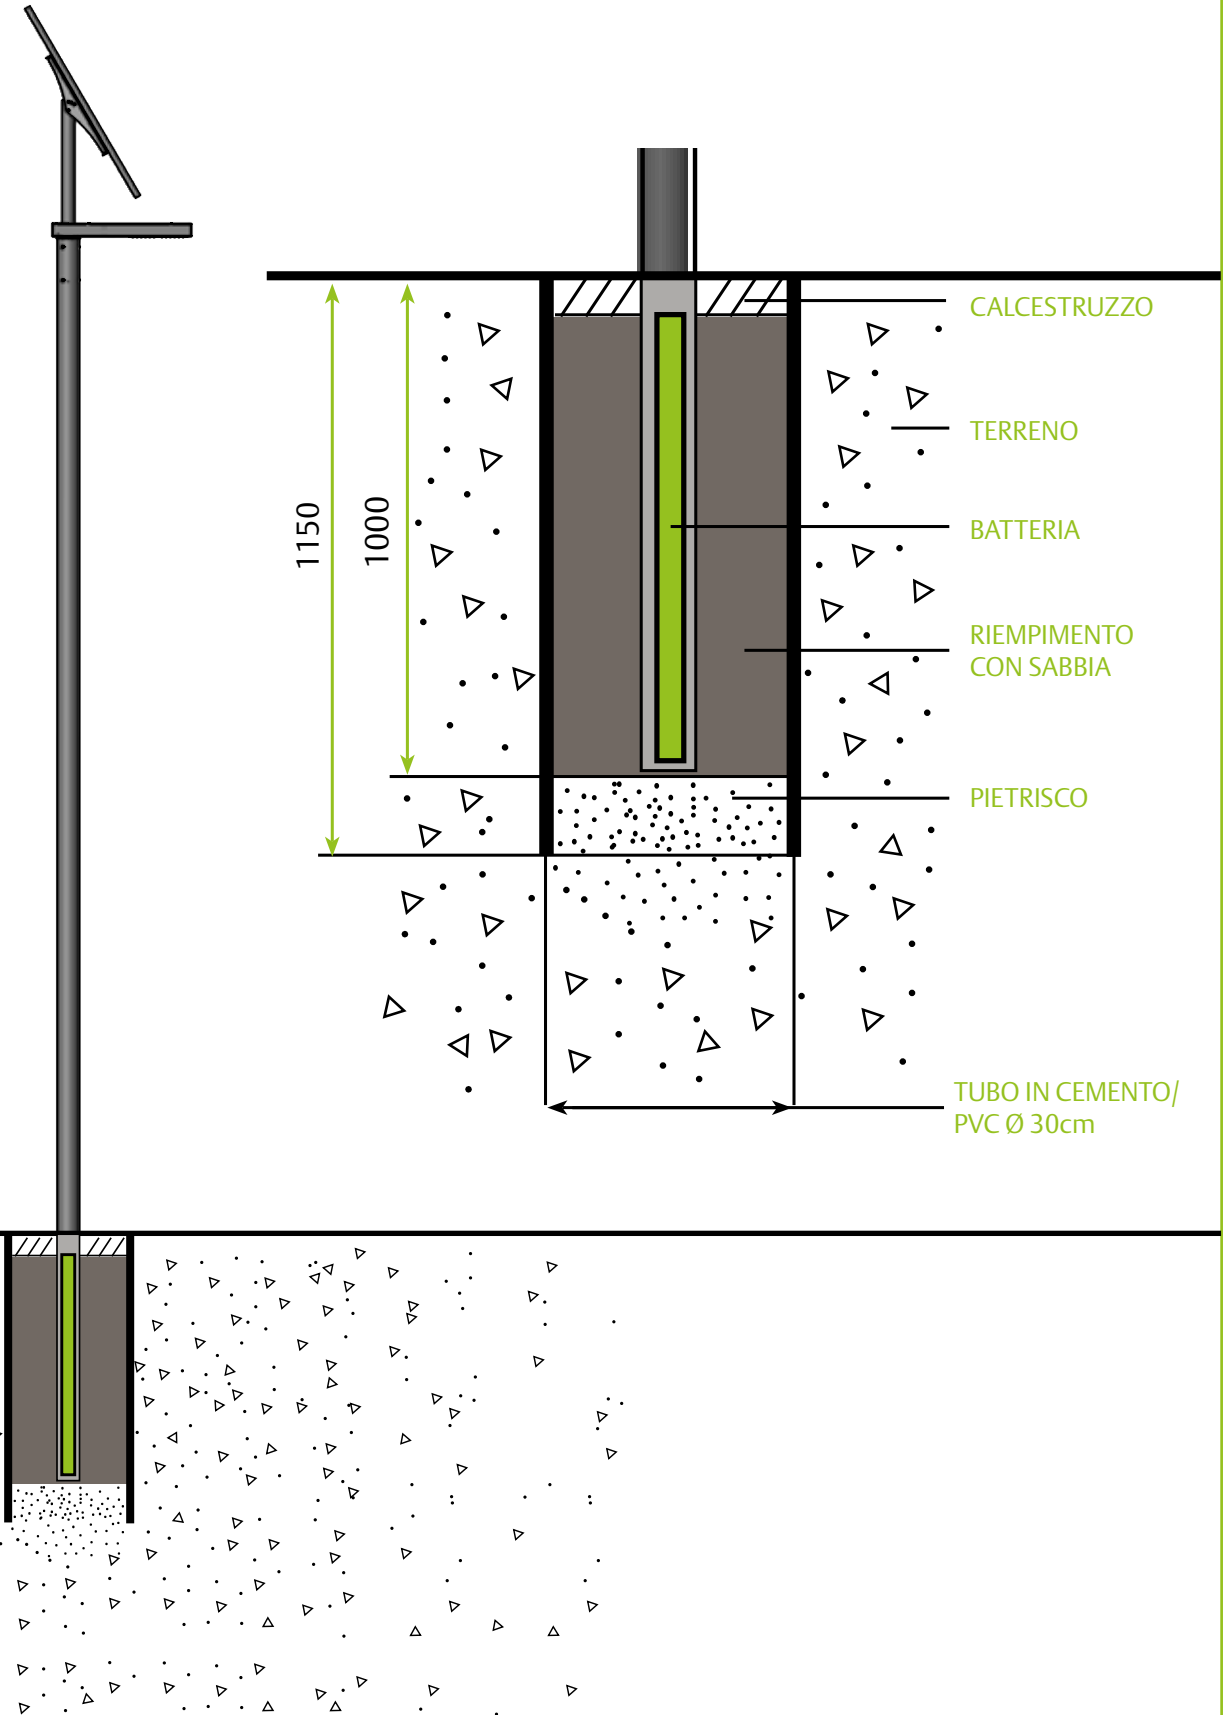 CALCESTRUZZO
TERRENO
1150
1000
BATTERIA
RIEMPIMENTO
CON SABBIA
PIETRISCO
TUBO IN CEMENTO/
PVC Ø 30cm